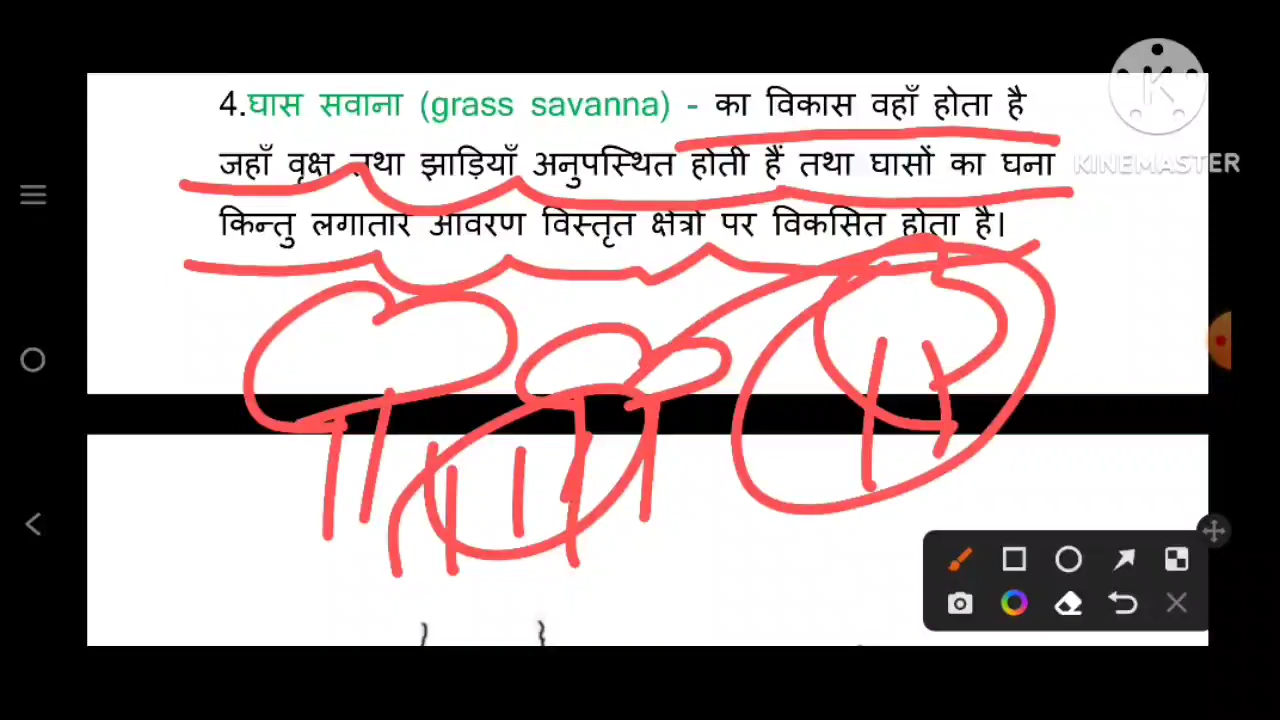 4.घास सवाना (grass savanna) - का विकास वहाँ होता है
जहाँ वृक्ष तथा झाड़ियाँ अनुपस्थित होती हैं तथा घासों का घना
किन्तु लगातार आवरण विस्तृत क्षेत्रों पर विकसित होता है।
KINEMASTER